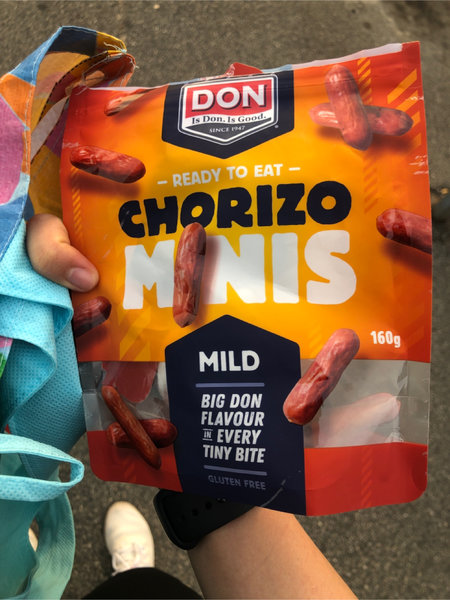 DON
Is Don. Is Good.
SINCE 1947
– READY TO EAT –
CHORIZO
MINIS
160g
MILD
BIG DON
FLAVOUR
IN EVERY
TINY BITE
GLUTEN FREE